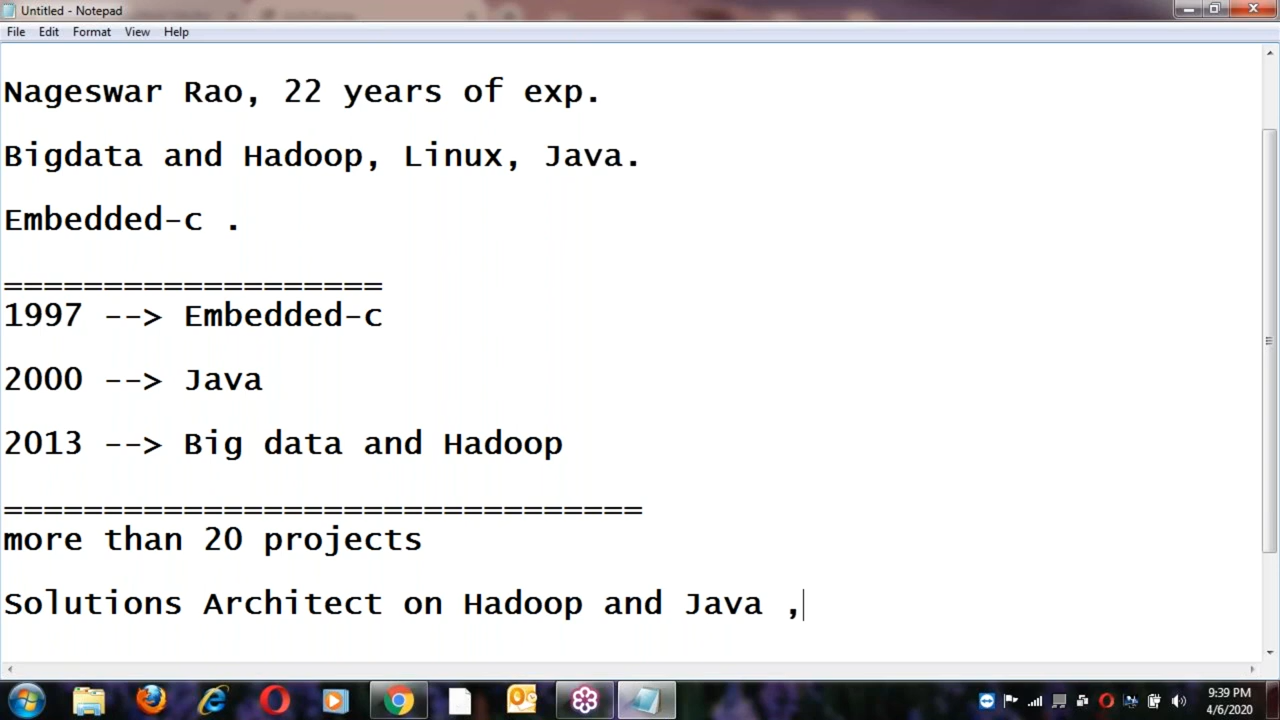 Untitled - Notepad
File Edit Format View Help
Nageswar Rao, 22 years of exp.
Bigdata and Hadoop, Linux, Java.
Embedded-c .
===================
1997 --> Embedded-c
2000 --> Java
2013 --> Big data and Hadoop
================================
more than 20 projects
Solutions Architect on Hadoop and Java ,
9:39 PM
4/6/2020